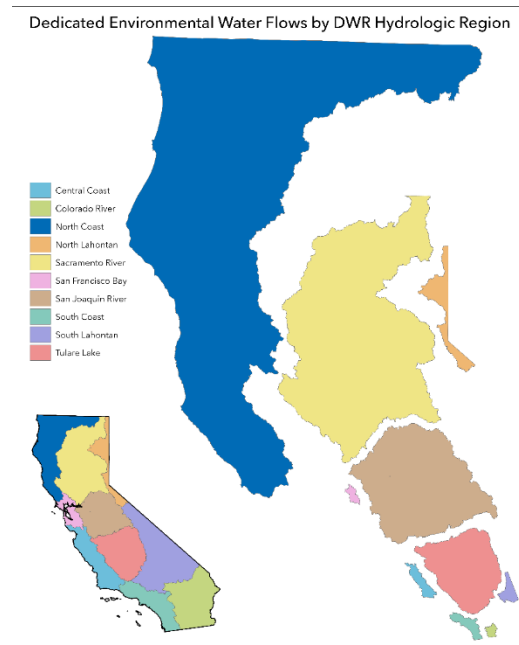 Dedicated Environmental Water Flows by DWR Hydrologic Region
Central Coast
Colorado River
North Coast
North Lahontan
Sacramento River
San Francisco Bay
San Joaquin River
South Coast
South Lahontan
Tulare Lake